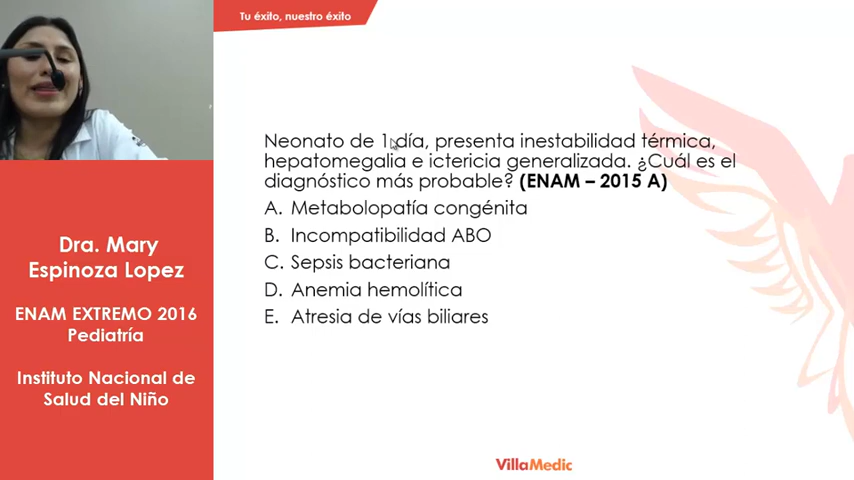 Tu éxito, nuestro éxito
Neonato de 1 día, presenta inestabilidad térmica,
hepatomegalia e ictericia generalizada. ¿Cuál es el
diagnóstico más probable? (ENAM – 2015 A)
A. Metabolopatía congénita
B. Incompatibilidad ABO
C. Sepsis bacteriana
D. Anemia hemolítica
E. Atresia de vías biliares
Dra. Mary
Espinoza Lopez
ENAM EXTREMO 2016
Pediatría
Instituto Nacional de
Salud del Niño
VillaMedic